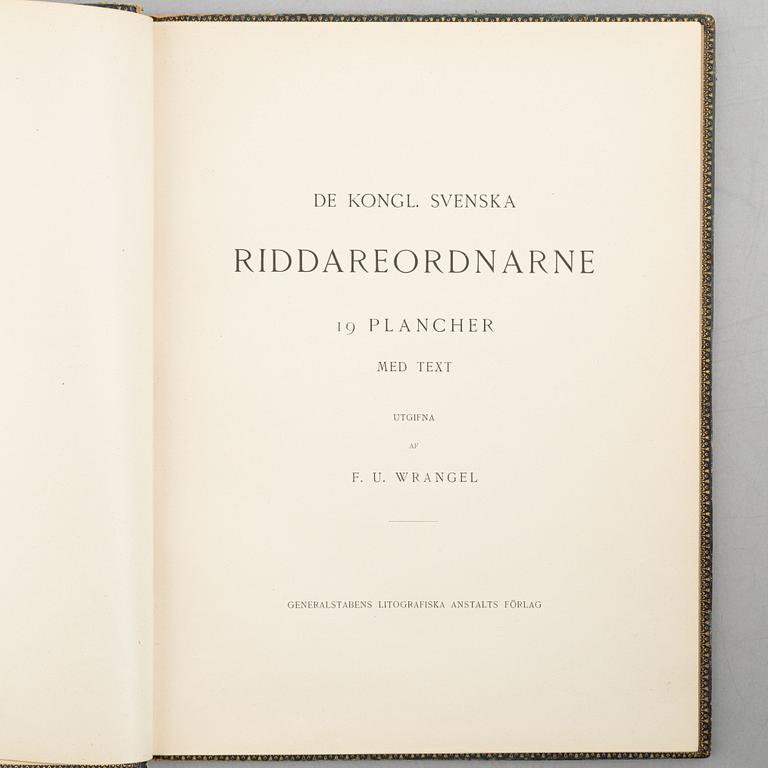 DE KONGL. SVENSKA
RIDDAREORDNARNE
19 PLANCHER
MED TEXT
UTGIFNA
AF
F. U. WRANGEL
GENERALSTABENS LITOGRAFISKA ANSTALTS FÖRLAG